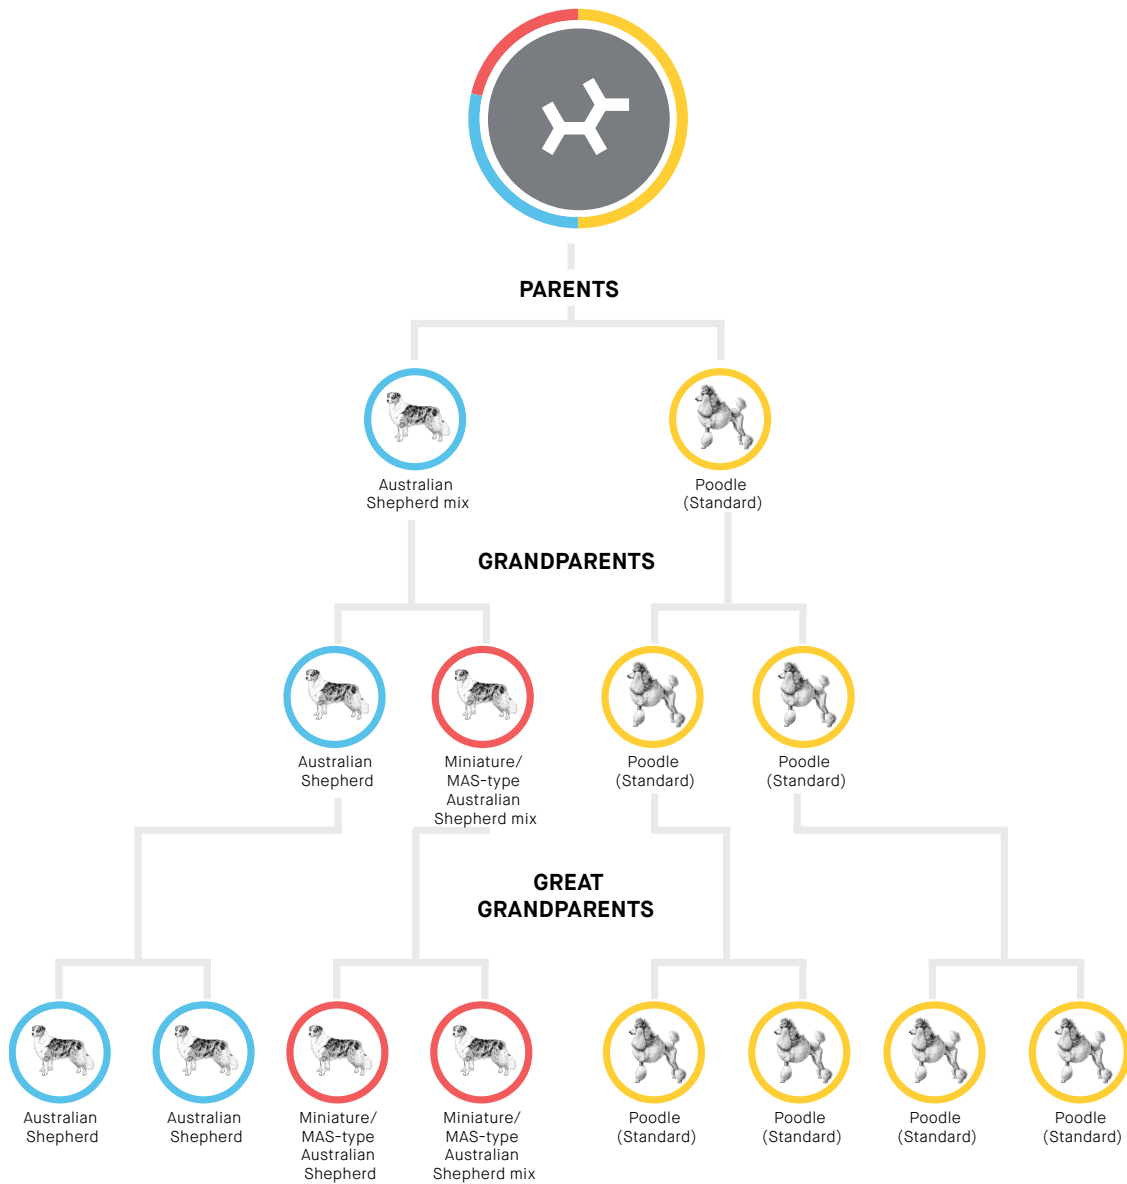 PARENTS
Australian
Shepherd mix
Poodle
(Standard)
GRANDPARENTS
Australian
Shepherd
Miniature/
MAS-type
Australian
Shepherd mix
Poodle
(Standard)
Poodle
(Standard)
GREAT
GRANDPARENTS
Australian
Shepherd
Australian
Shepherd
Miniature/
MAS-type
Australian
Shepherd
Miniature/
MAS-type
Australian
Shepherd mix
Poodle
(Standard)
Poodle
(Standard)
Poodle
(Standard)
Poodle
(Standard)